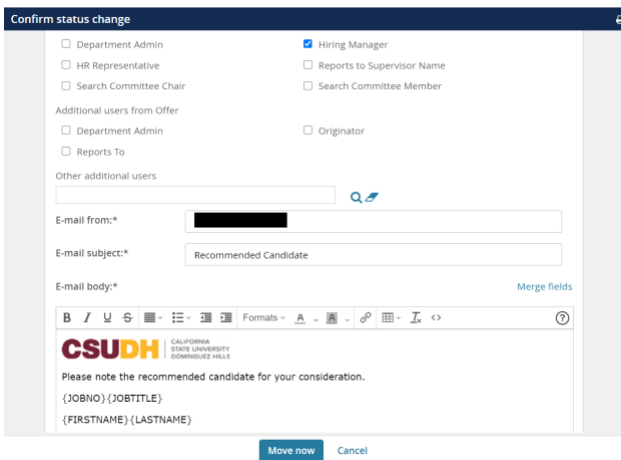 Confirm status change
Department Admin
Hiring Manager
HR Representative
Reports to Supervisor Name
Search Committee Chair
Search Committee Member
Additional users from Offer
Department Admin
Originator
Reports To
Other additional users
E-mail from:*
E-mail subject:*
Recommended Candidate
E-mail body:*
Merge fields
B I U S Formats A A Ix <> ?
CSUDH
CALIFORNIA
STATE UNIVERSITY
DOMINGUEZ HILLS
Please note the recommended candidate for your consideration.
{JOBNO}{JOBTITLE}
{FIRSTNAME}{LASTNAME}
Move now
Cancel